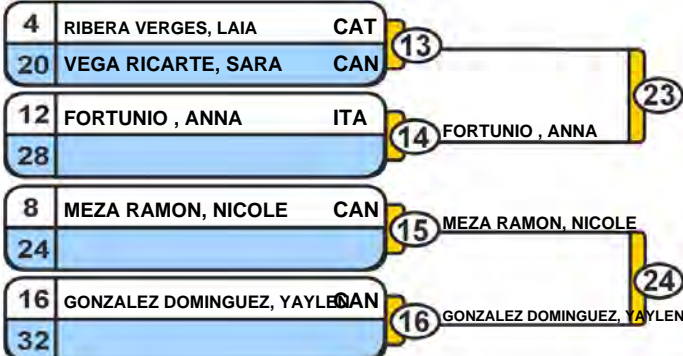 4 RIBERA VERGES, LAIA CAT
13
20 VEGA RICARTE, SARA CAN
23
12 FORTUNIO , ANNA ITA
14 FORTUNIO , ANNA
28
8 MEZA RAMON, NICOLE CAN
15 MEZA RAMON, NICOLE
24
24
16 GONZALEZ DOMINGUEZ, YAYLEN CAN
16 GONZALEZ DOMINGUEZ, YAYLEN
32